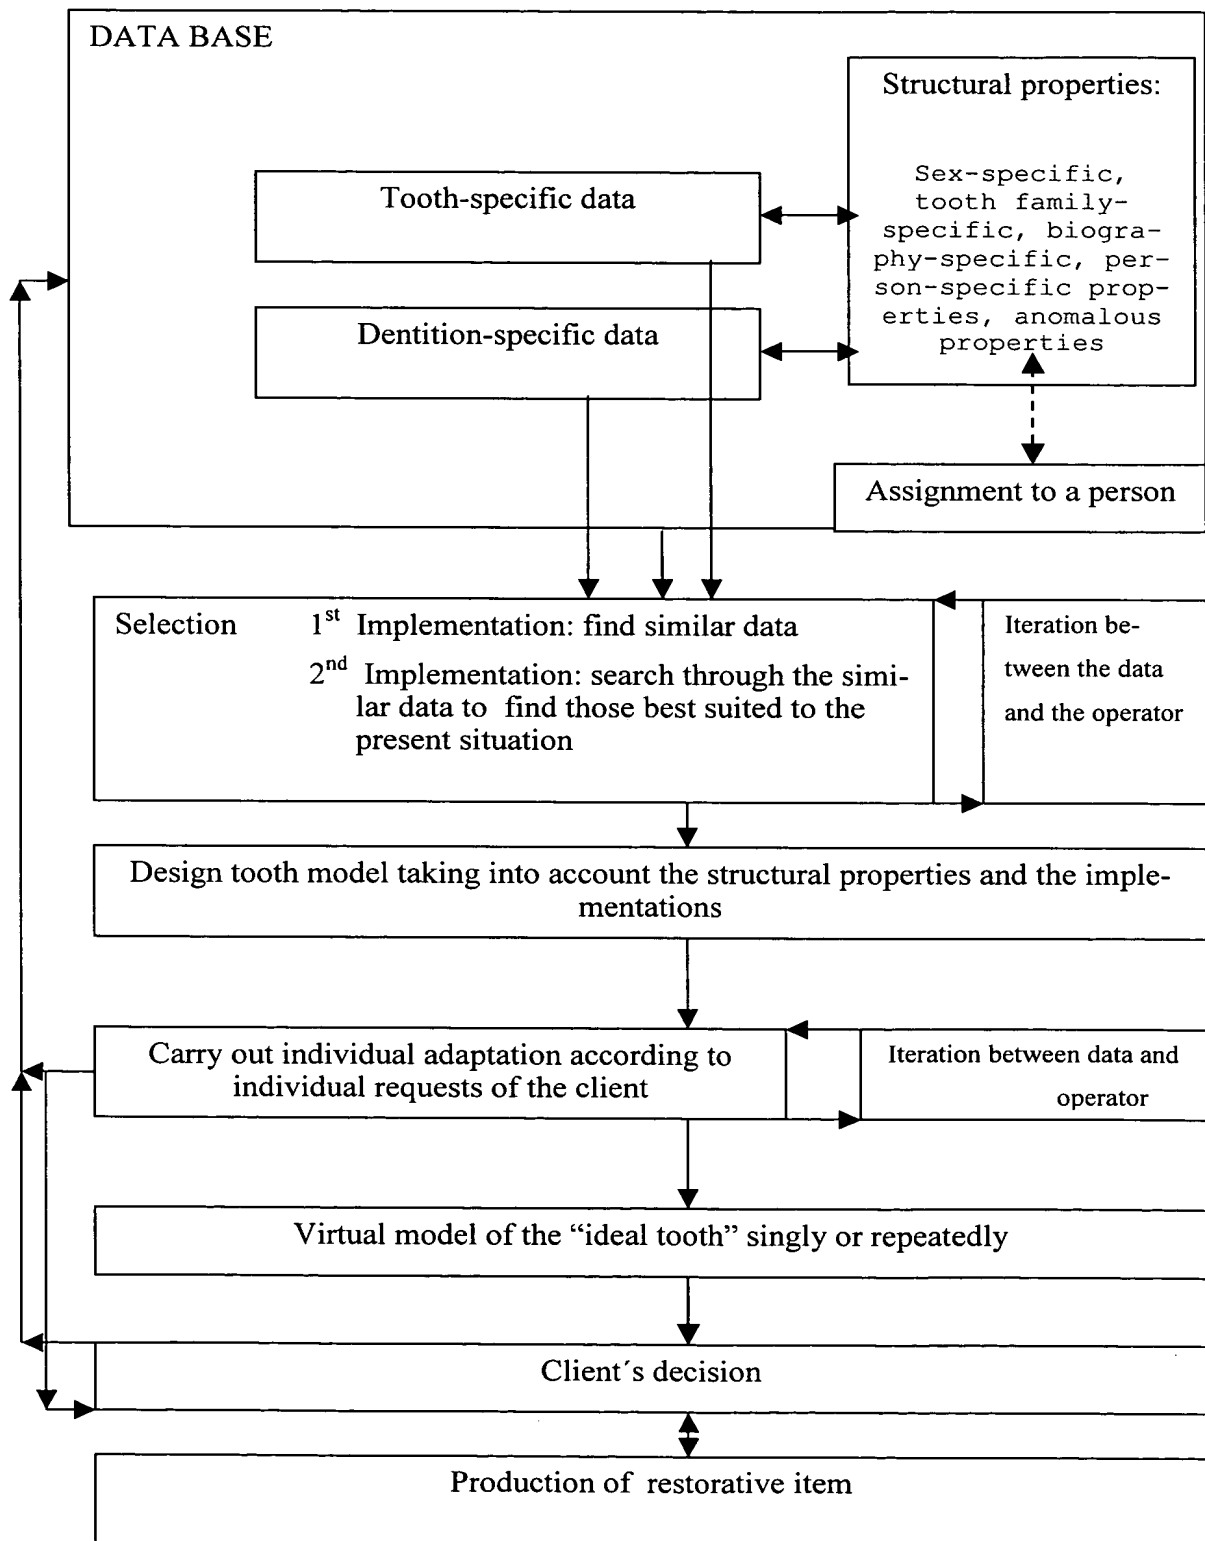 DATA BASE
Structural properties:
Sex-specific,
tooth family-
specific, biogra-
phy-specific, per-
son-specific prop-
erties, anomalous
properties
Tooth-specific data
Dentition-specific data
Assignment to a person
Selection 1st Implementation: find similar data
2nd Implementation: search through the simi-
lar data to find those best suited to the
present situation
Iteration be-
tween the data
and the operator
Design tooth model taking into account the structural properties and the imple-
mentations
Carry out individual adaptation according to
individual requests of the client
Iteration between data and
operator
Virtual model of the “ideal tooth” singly or repeatedly
Client´s decision
Production of restorative item